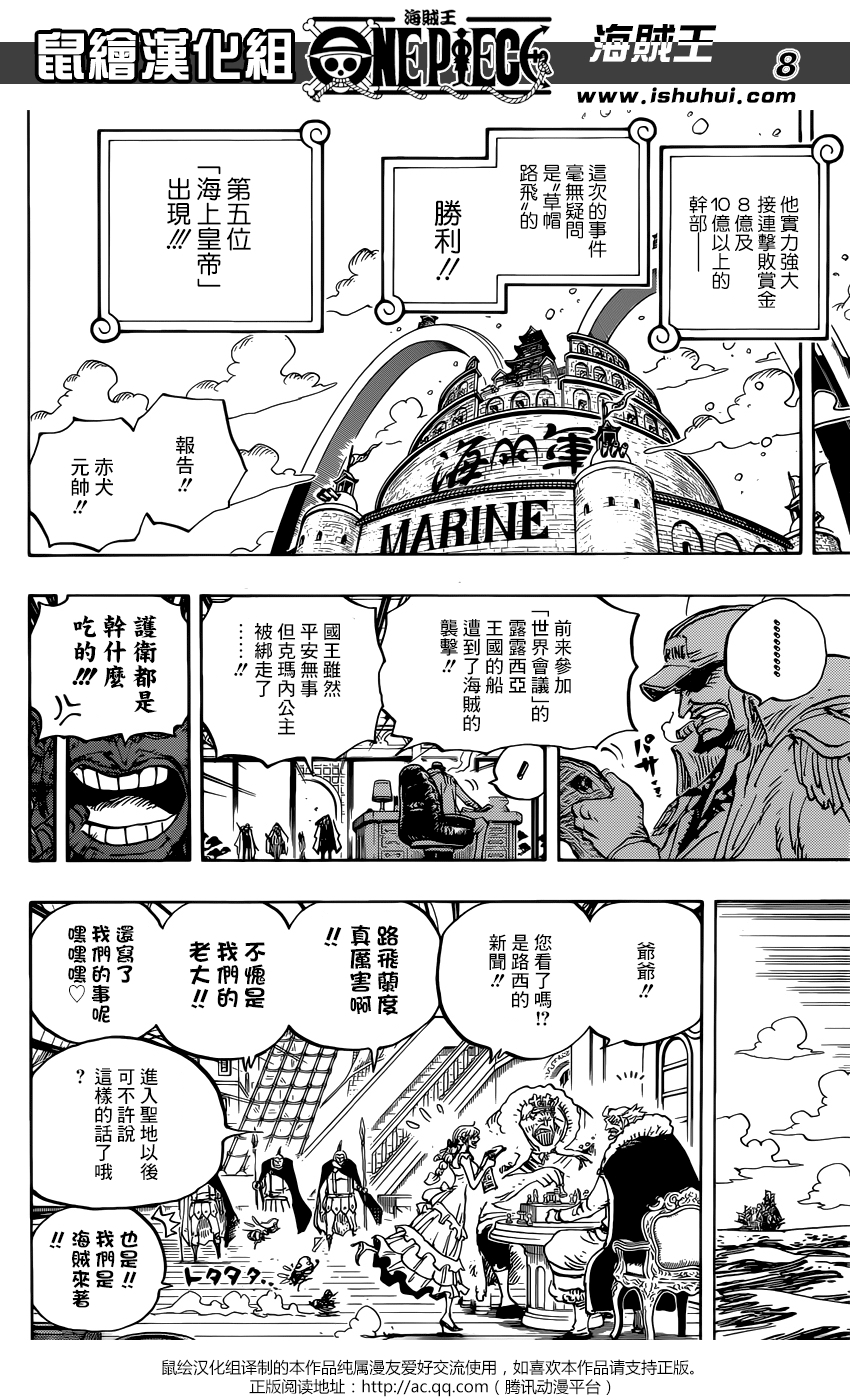 鼠繪漢化組
海賊王
ONE PIECE
海賊王
8
www.ishuhui.com
他實力強大
接連擊敗賞金
8億及
10億以上的
幹部——
這次的事件
毫無疑問
是"草帽
路飛"的
勝利!!
第五位
「海上皇帝」
出現!!!
海軍
MARINE
報告!!
赤犬
元帥!!
…………
RINE
パサ…
前来參加
「世界會議」的
露露西亞
王國的船
遭到了海賊的
襲擊!!
!
國王雖然
平安無事
但克瑪內公主
被綁走了
……!!
護衛都是
幹什麼
吃的!!!
爺爺!!
您看了嗎!?
是路西的
新聞!!
路飛蘭度
真厲害啊
!!
不愧是
我們的
老大!!
還寫了
我們的事呢
嘿嘿嘿♡
進入聖地以後
可不許說
這樣的話了哦
?
也是!!
我們是
海賊來著
!!
トタタタ..
鼠绘汉化组译制的本作品纯属漫友爱好交流使用，如喜欢本作品请支持正版。
正版阅读地址：http://ac.qq.com（腾讯动漫平台）